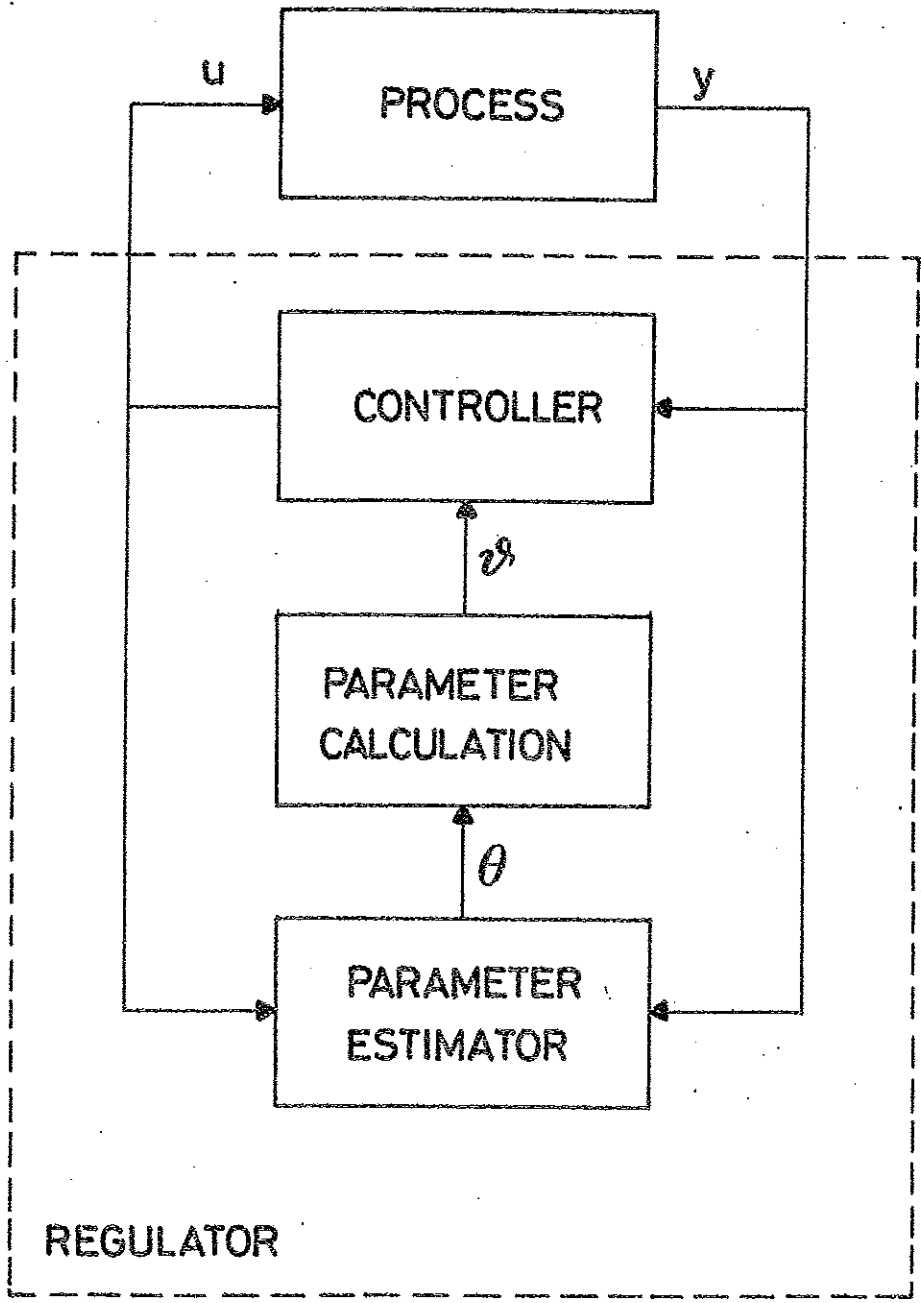 u
PROCESS
y
CONTROLLER
ϑ
PARAMETER
CALCULATION
θ
PARAMETER
ESTIMATOR
REGULATOR